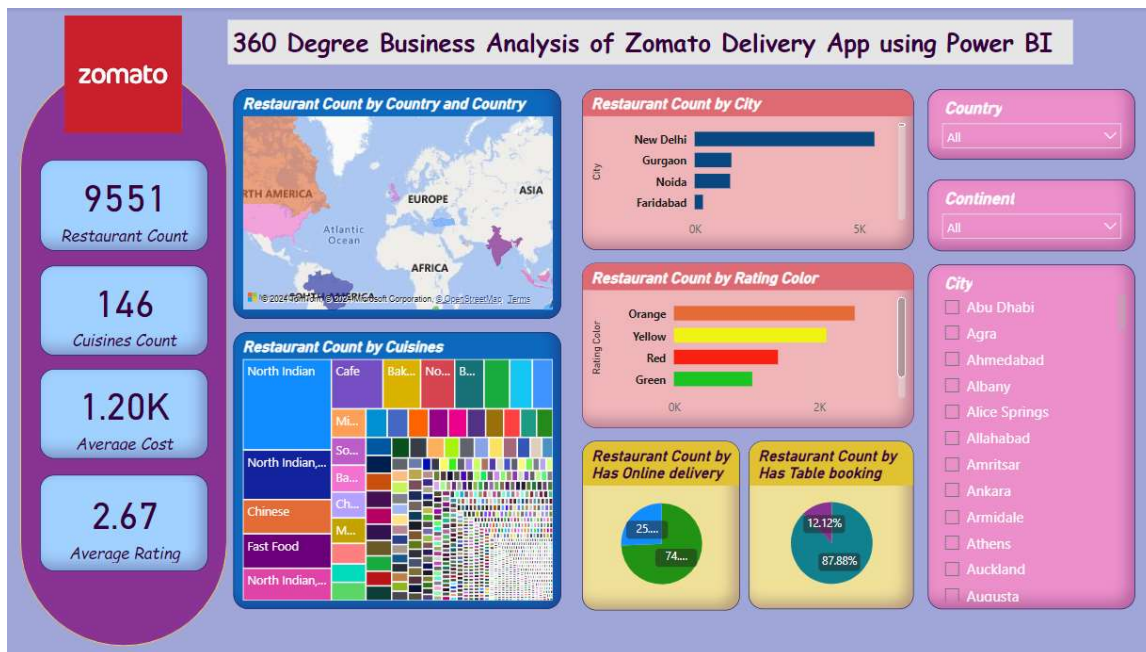 zomato
360 Degree Business Analysis of Zomato Delivery App using Power BI
9551
Restaurant Count
146
Cuisines Count
1.20K
Average Cost
2.67
Average Rating
Restaurant Count by Country and Country
NORTH AMERICA
EUROPE
ASIA
Atlantic
Ocean
AFRICA
SOUTH AMERICA
© 2024 TomTom, © 2024 Microsoft Corporation, © OpenStreetMap Terms
Restaurant Count by Cuisines
North Indian
Cafe
Bak...
No...
B...
Mi...
North Indian,...
So...
Ba...
Chinese
Ch...
M...
Fast Food
North Indian,...
Restaurant Count by City
City
New Delhi
Gurgaon
Noida
Faridabad
0K
5K
Restaurant Count by Rating Color
Rating Color
Orange
Yellow
Red
Green
0K
2K
Restaurant Count by
Has Online delivery
25....
74....
Restaurant Count by
Has Table booking
12.12%
87.88%
Country
All
Continent
All
City
Abu Dhabi
Agra
Ahmedabad
Albany
Alice Springs
Allahabad
Amritsar
Ankara
Armidale
Athens
Auckland
Augusta